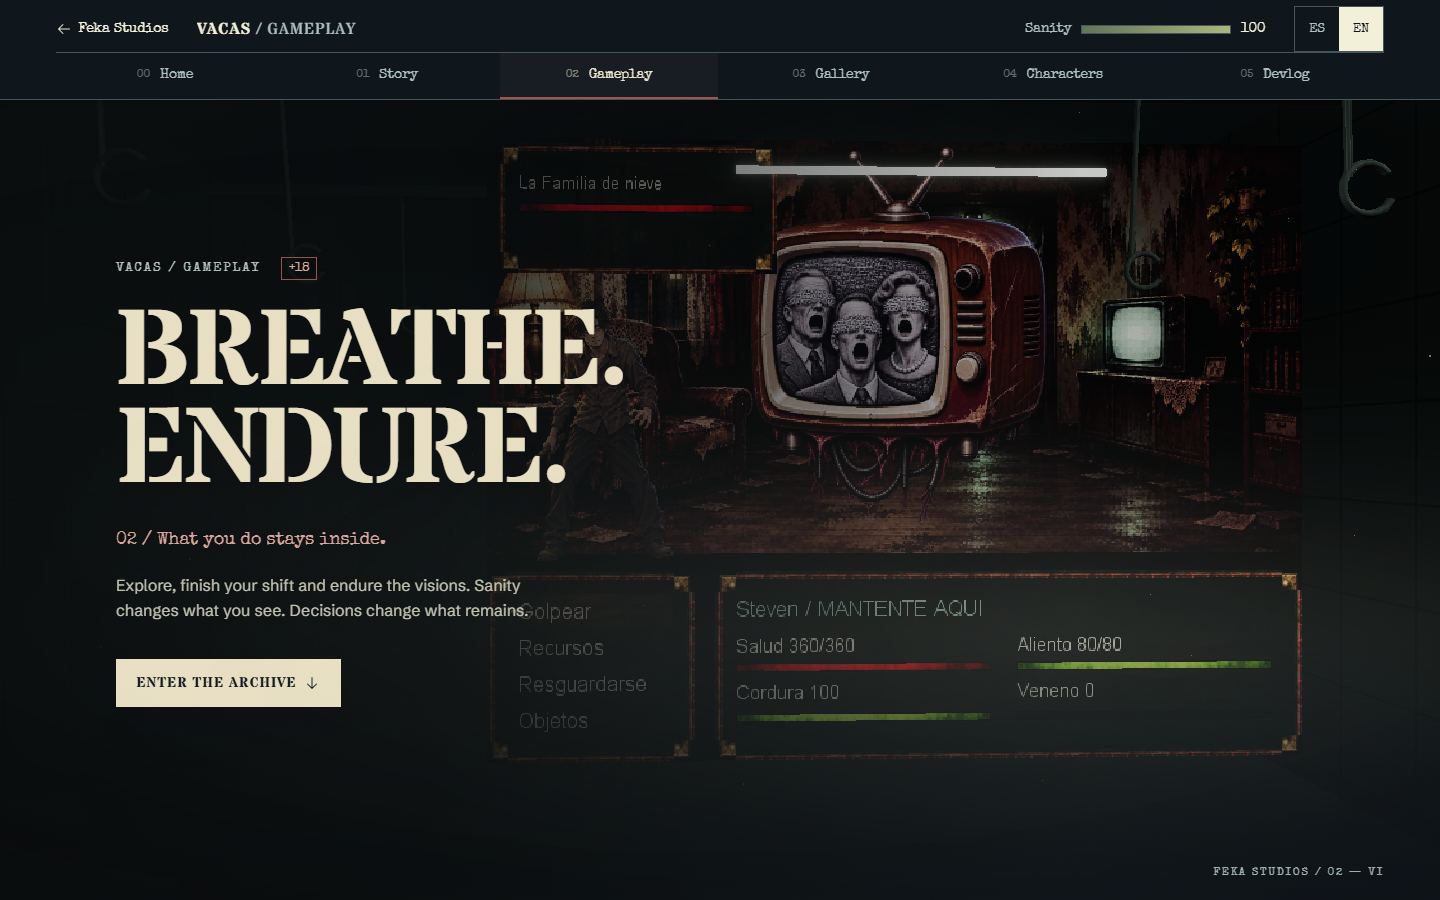 ← Feka Studios
VACAS / GAMEPLAY
Sanity 100
ES EN
00 Home
01 Story
02 Gameplay
03 Gallery
04 Characters
05 Devlog
La Familia de nieve
VACAS / GAMEPLAY +18
BREATHE.
ENDURE.
02 / What you do stays inside.
Explore, finish your shift and endure the visions. Sanity
changes what you see. Decisions change what remains.
ENTER THE ARCHIVE ↓
Golpear
Recursos
Resguardarse
Objetos
Steven / MANTENTE AQUI
Salud 360/360
Aliento 80/80
Cordura 100
Veneno 0
FEKA STUDIOS / 02 — VI